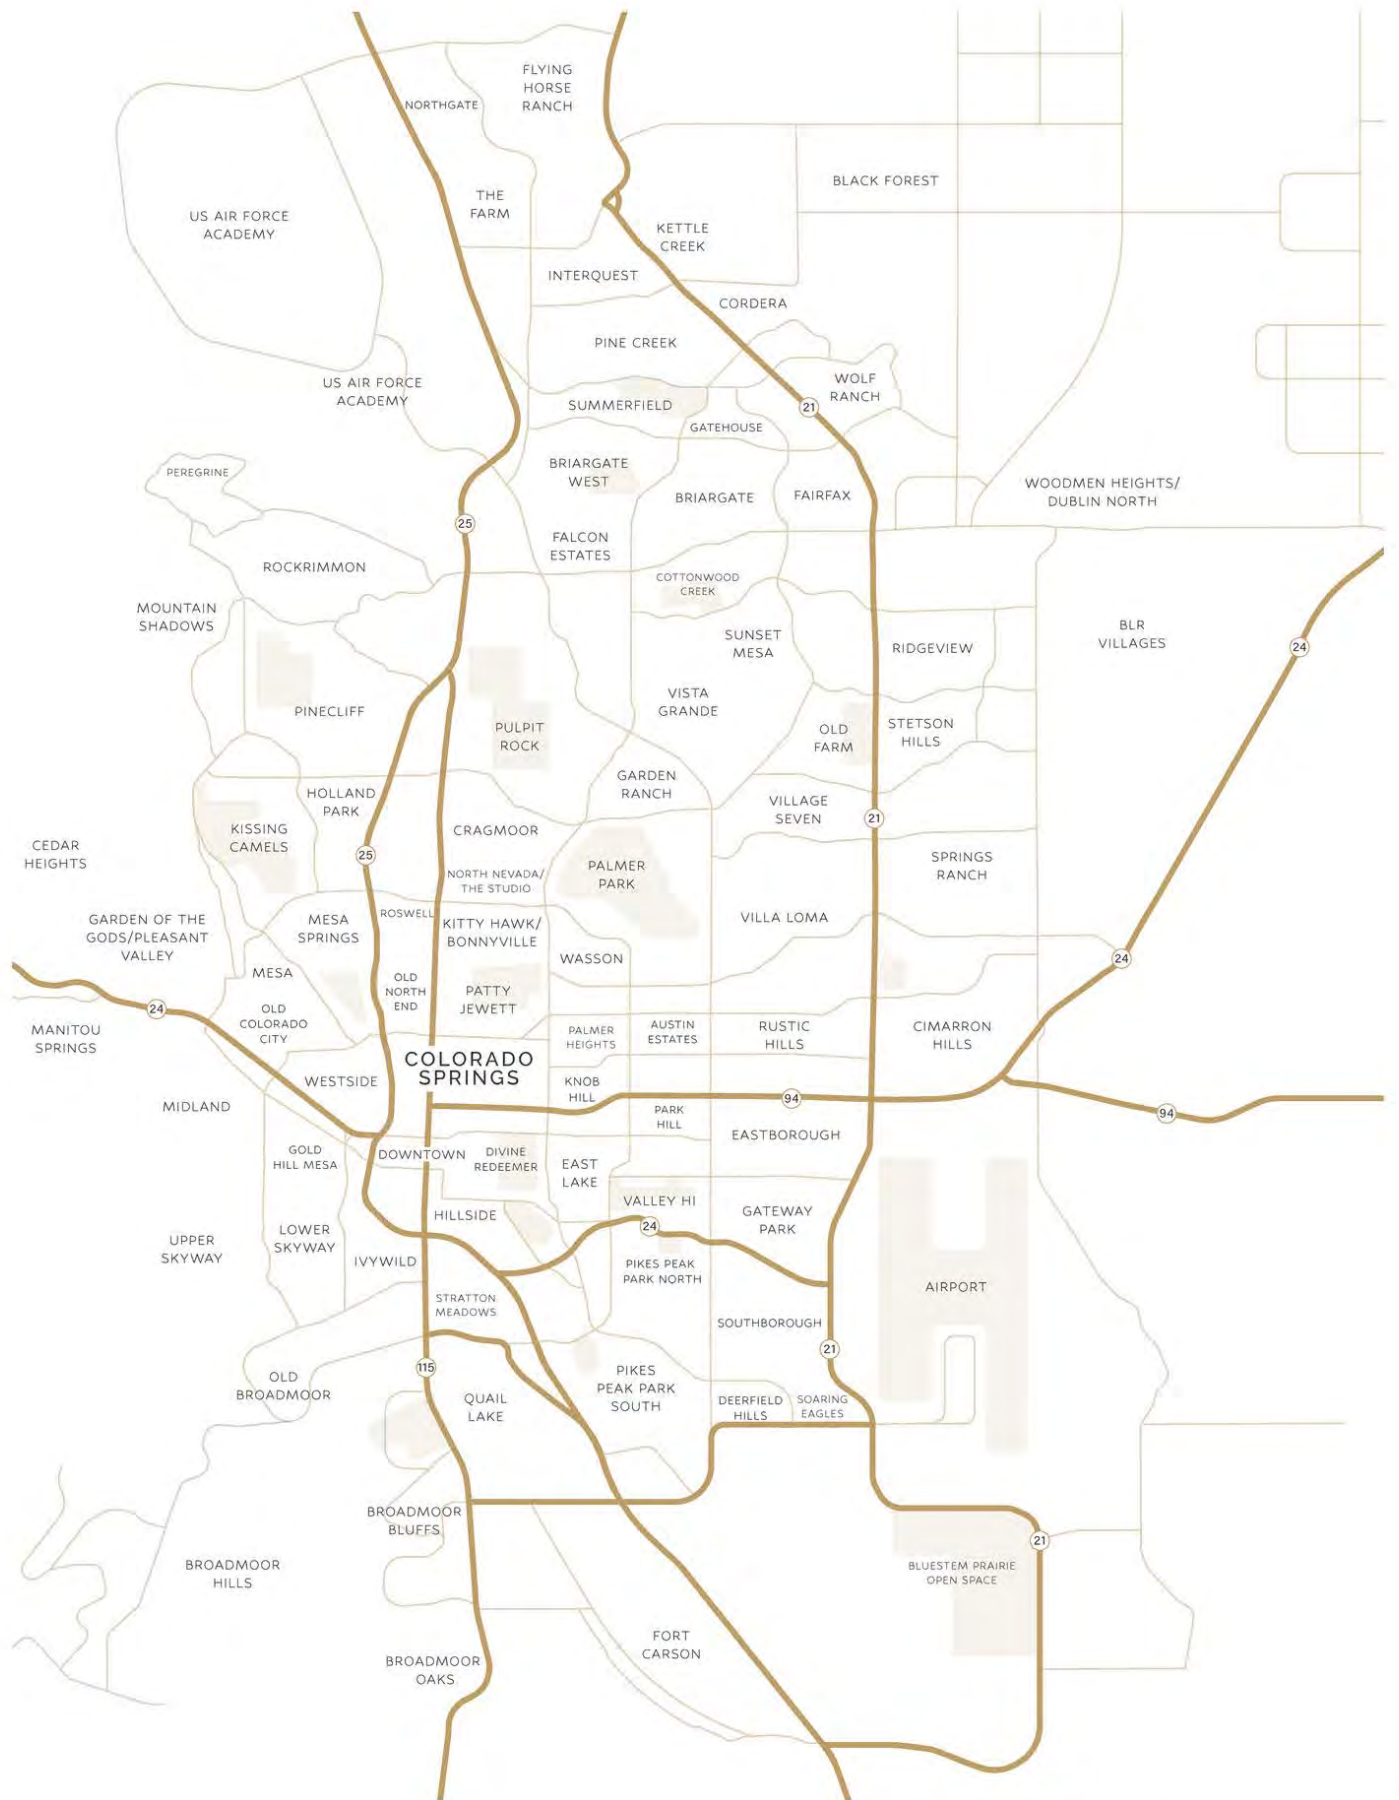 FLYING
HORSE
RANCH
NORTHGATE
BLACK FOREST
THE
FARM
US AIR FORCE
ACADEMY
KETTLE
CREEK
INTERQUEST
CORDERA
PINE CREEK
US AIR FORCE
ACADEMY
WOLF
RANCH
SUMMERFIELD
21
GATEHOUSE
PEREGRINE
BRIARGATE
WEST
BRIARGATE
FAIRFAX
WOODMEN HEIGHTS/
DUBLIN NORTH
25
FALCON
ESTATES
ROCKRIMMON
COTTONWOOD
CREEK
MOUNTAIN
SHADOWS
SUNSET
MESA
RIDGEVIEW
BLR
VILLAGES
24
PINECLIFF
VISTA
GRANDE
PULPIT
ROCK
OLD
FARM
STETSON
HILLS
GARDEN
RANCH
HOLLAND
PARK
VILLAGE
SEVEN
21
KISSING
CAMELS
CRAGMOOR
CEDAR
HEIGHTS
25
PALMER
PARK
SPRINGS
RANCH
NORTH NEVADA/
THE STUDIO
GARDEN OF THE
GODS/PLEASANT
VALLEY
MESA
SPRINGS
ROSWELL
KITTY HAWK/
BONNYVILLE
VILLA LOMA
WASSON
24
MESA
OLD
NORTH
END
PATTY
JEWETT
24
OLD
COLORADO
CITY
MANITOU
SPRINGS
PALMER
HEIGHTS
AUSTIN
ESTATES
RUSTIC
HILLS
CIMARRON
HILLS
COLORADO
SPRINGS
WESTSIDE
KNOB
HILL
94
MIDLAND
PARK
HILL
94
EASTBOROUGH
GOLD
HILL MESA
DOWNTOWN
DIVINE
REDEEMER
EAST
LAKE
VALLEY HI
HILLSIDE
24
GATEWAY
PARK
UPPER
SKYWAY
LOWER
SKYWAY
IVYWILD
PIKES PEAK
PARK NORTH
AIRPORT
STRATTON
MEADOWS
SOUTHBOROUGH
21
115
OLD
BROADMOOR
PIKES
PEAK PARK
SOUTH
QUAIL
LAKE
DEERFIELD
HILLS
SOARING
EAGLES
BROADMOOR
BLUFFS
21
BROADMOOR
HILLS
BLUESTEM PRAIRIE
OPEN SPACE
FORT
CARSON
BROADMOOR
OAKS